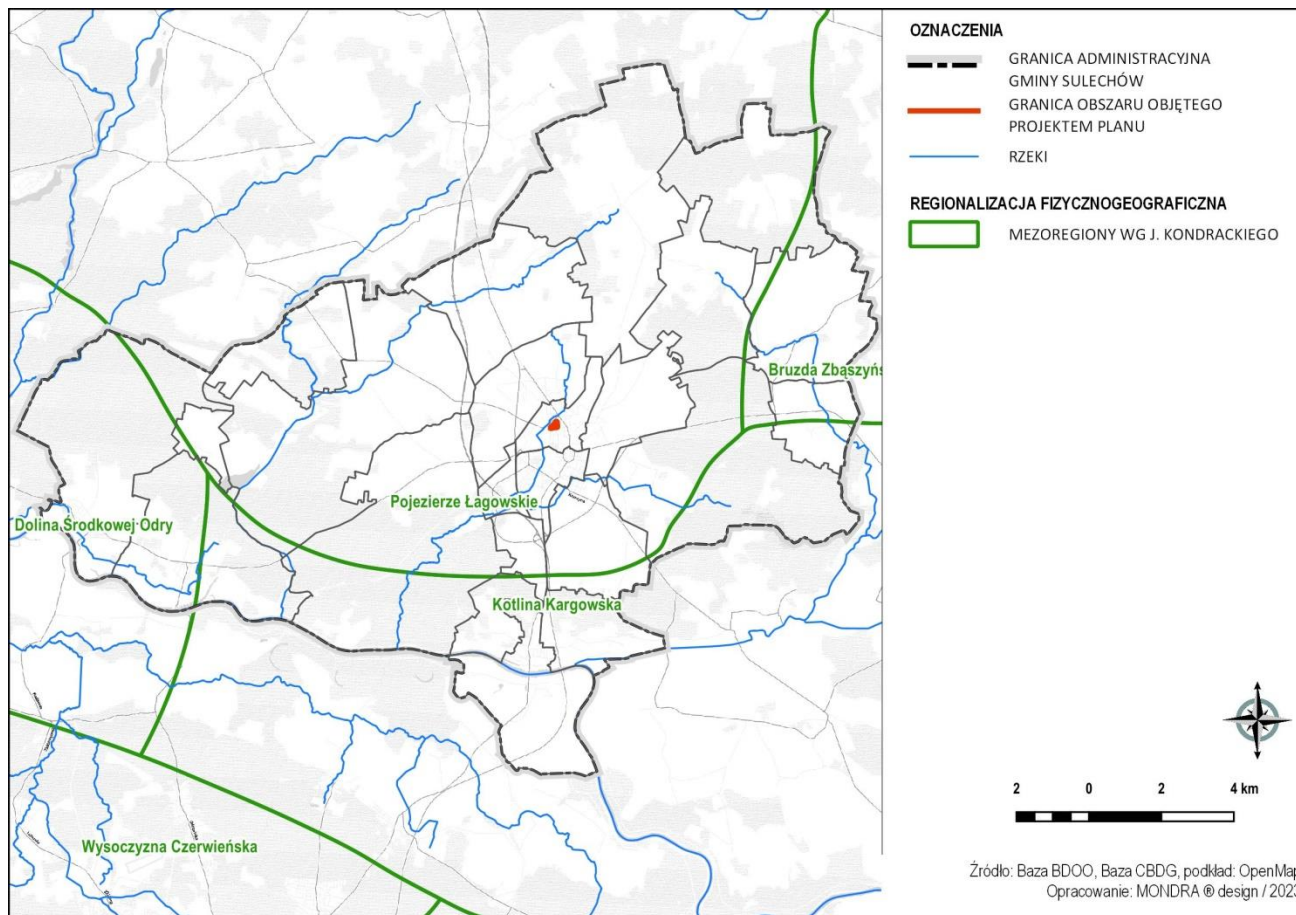 OZNACZENIA
GRANICA ADMINISTRACYJNA
GMINY SULECHÓW
GRANICA OBSZARU OBJĘTEGO
PROJEKTEM PLANU
RZEKI
REGIONALIZACJA FIZYCZNOGEOGRAFICZNA
MEZOREGIONY WG J. KONDRACKIEGO
Bruzda Zbąszyńs
Pojezierze Łagowskie
Dolina Środkowej Odry
Kotlina Kargowska
Wysoczyzna Czerwieńska
2 0 2 4 km
Źródło: Baza BDOO, Baza CBDG, podkład: OpenMap
Opracowanie: MONDRA ® design / 2023